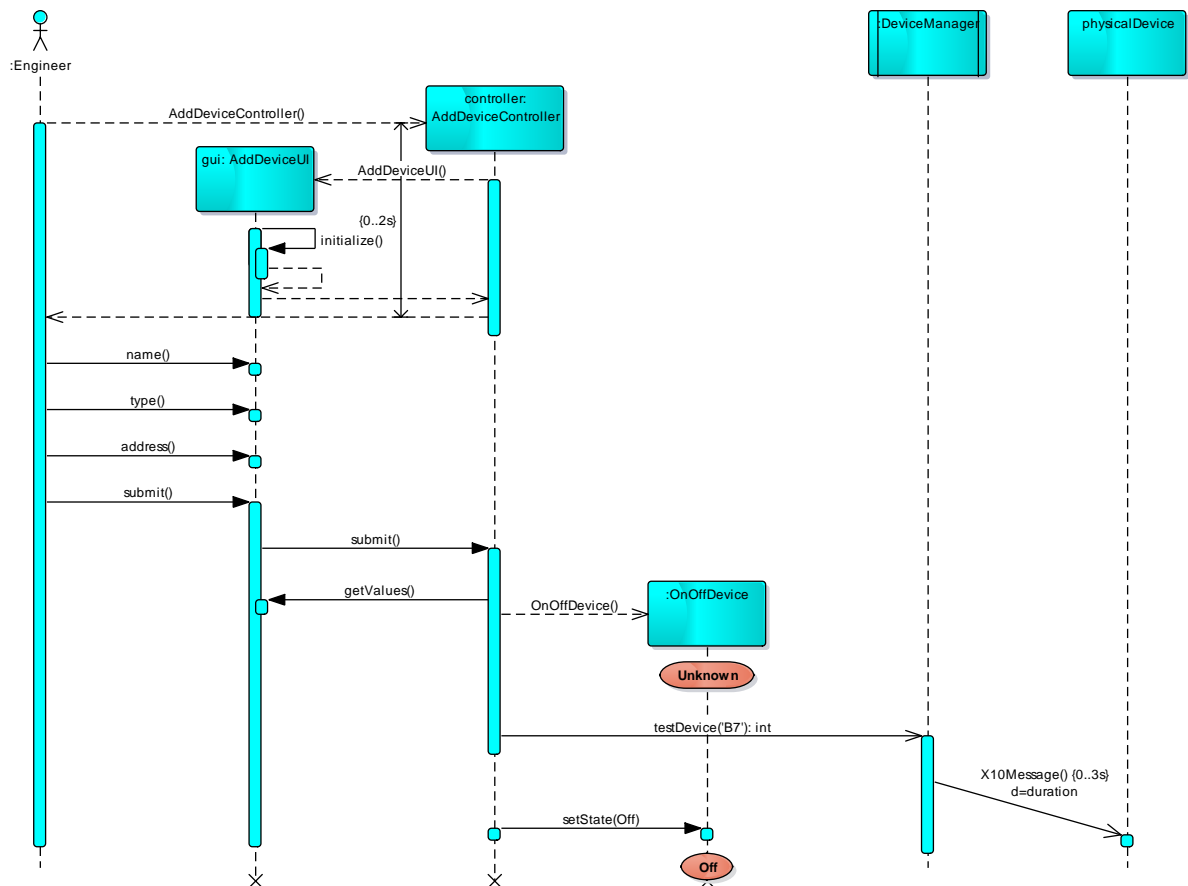 :DeviceManager
physicalDevice
:Engineer
controller:
AddDeviceController
AddDeviceController()
gui: AddDeviceUI
AddDeviceUI()
{0..2s}
initialize()
name()
type()
address()
submit()
submit()
getValues()
OnOffDevice()
:OnOffDevice
Unknown
testDevice('B7'): int
X10Message() {0..3s}
d=duration
setState(Off)
Off